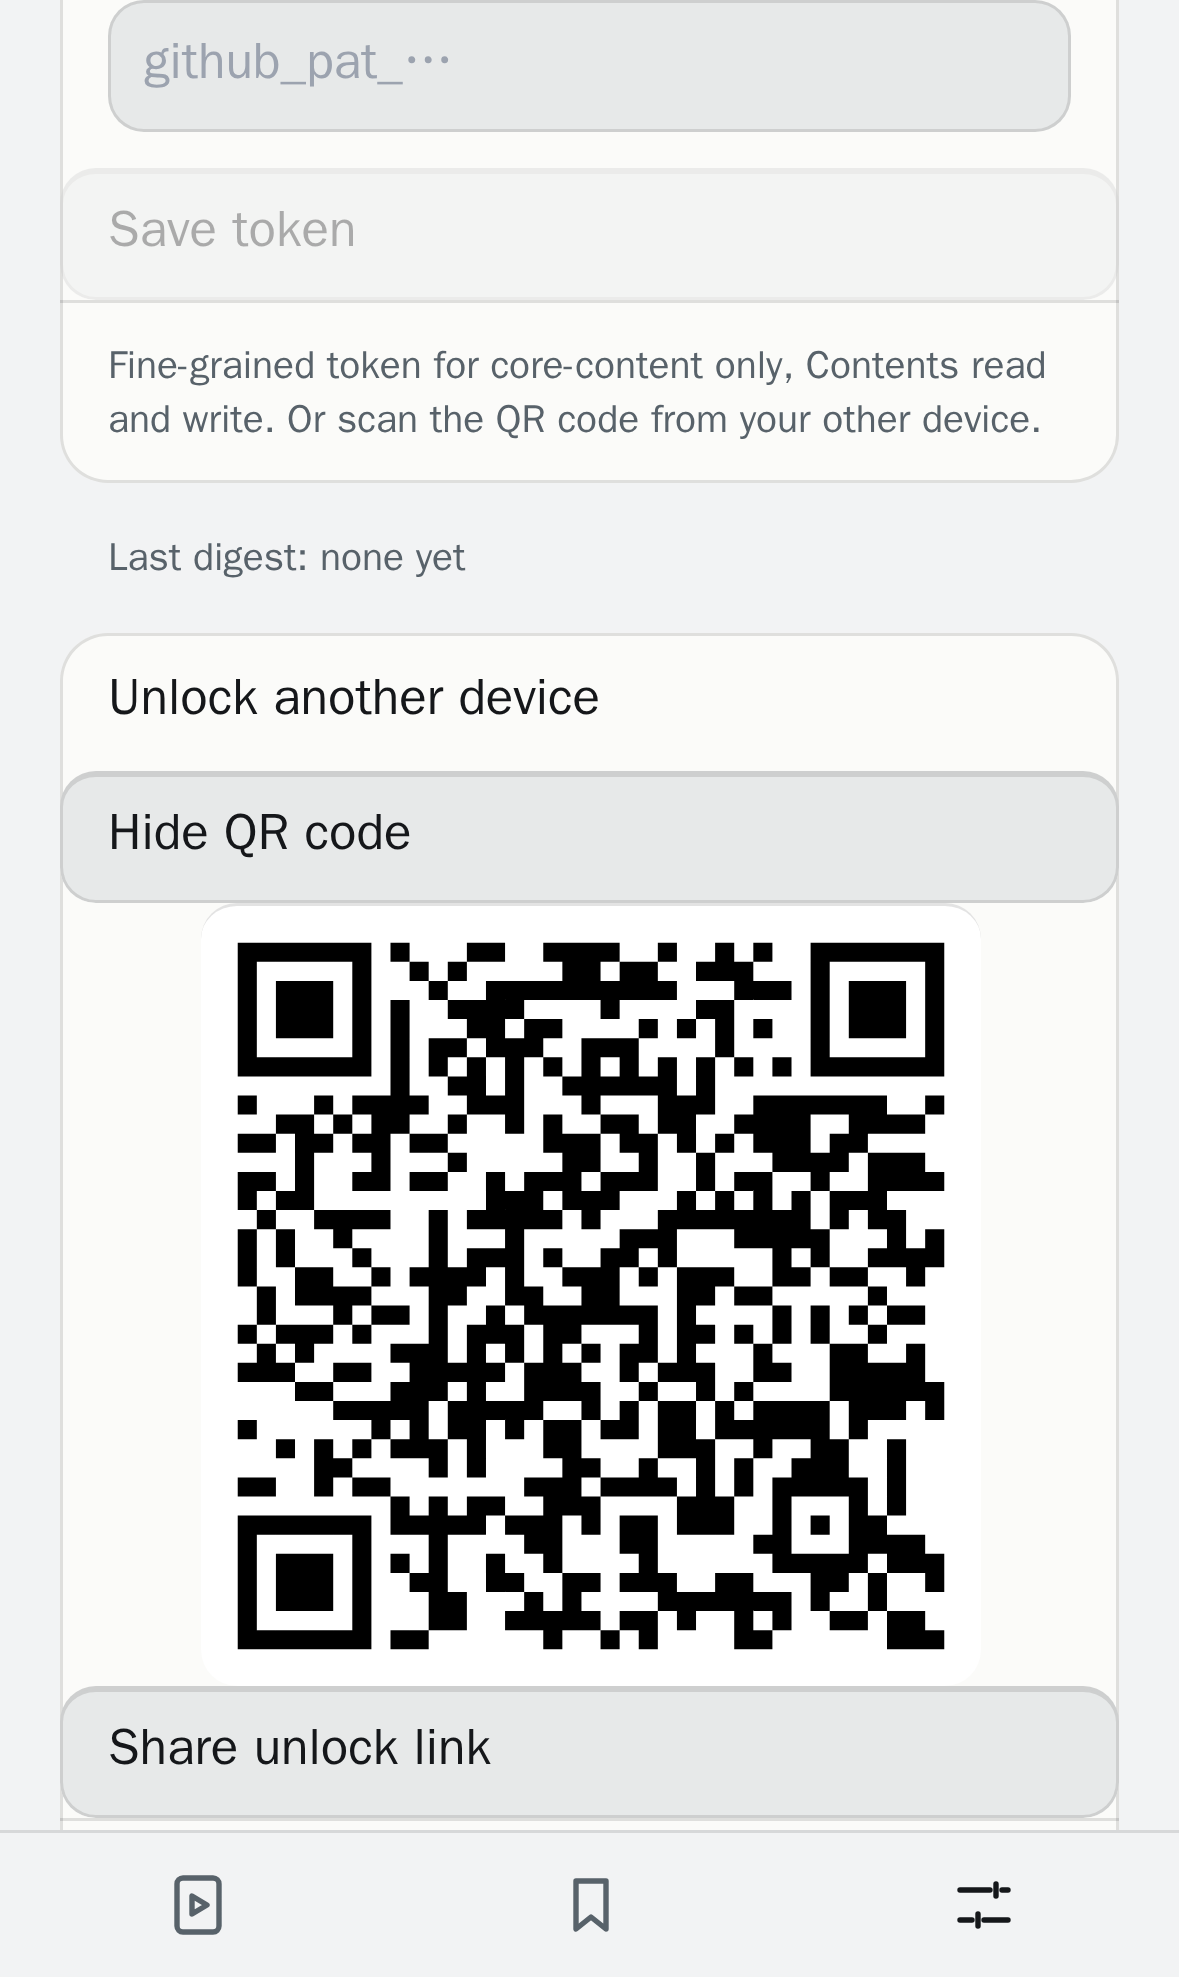 github_pat_···
Save token
Fine-grained token for core-content only, Contents read
and write. Or scan the QR code from your other device.
Last digest: none yet
Unlock another device
Hide QR code
Share unlock link